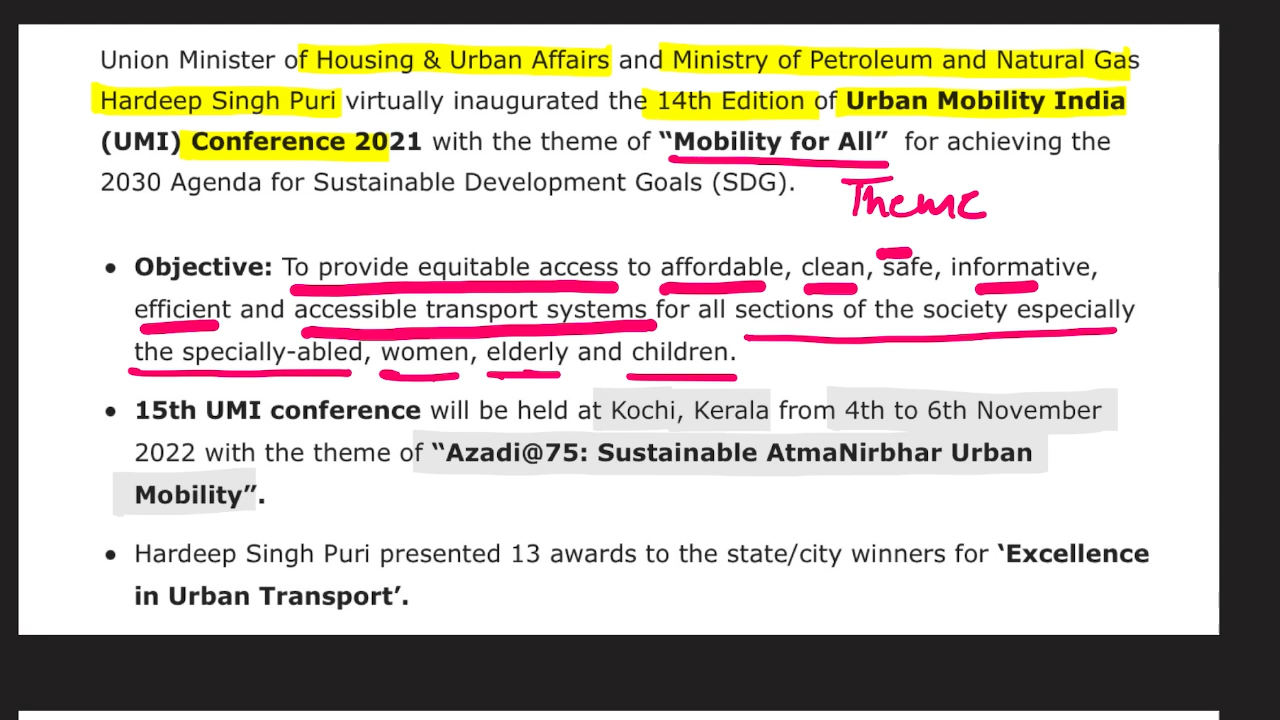 Union Minister of Housing & Urban Affairs and Ministry of Petroleum and Natural Gas
Hardeep Singh Puri virtually inaugurated the 14th Edition of Urban Mobility India
(UMI) Conference 2021 with the theme of “Mobility for All” for achieving the
2030 Agenda for Sustainable Development Goals (SDG).
Theme
• Objective: To provide equitable access to affordable, clean, safe, informative,
efficient and accessible transport systems for all sections of the society especially
the specially-abled, women, elderly and children.
• 15th UMI conference will be held at Kochi, Kerala from 4th to 6th November
2022 with the theme of “Azadi@75: Sustainable AtmaNirbhar Urban
Mobility”.
• Hardeep Singh Puri presented 13 awards to the state/city winners for ‘Excellence
in Urban Transport’.